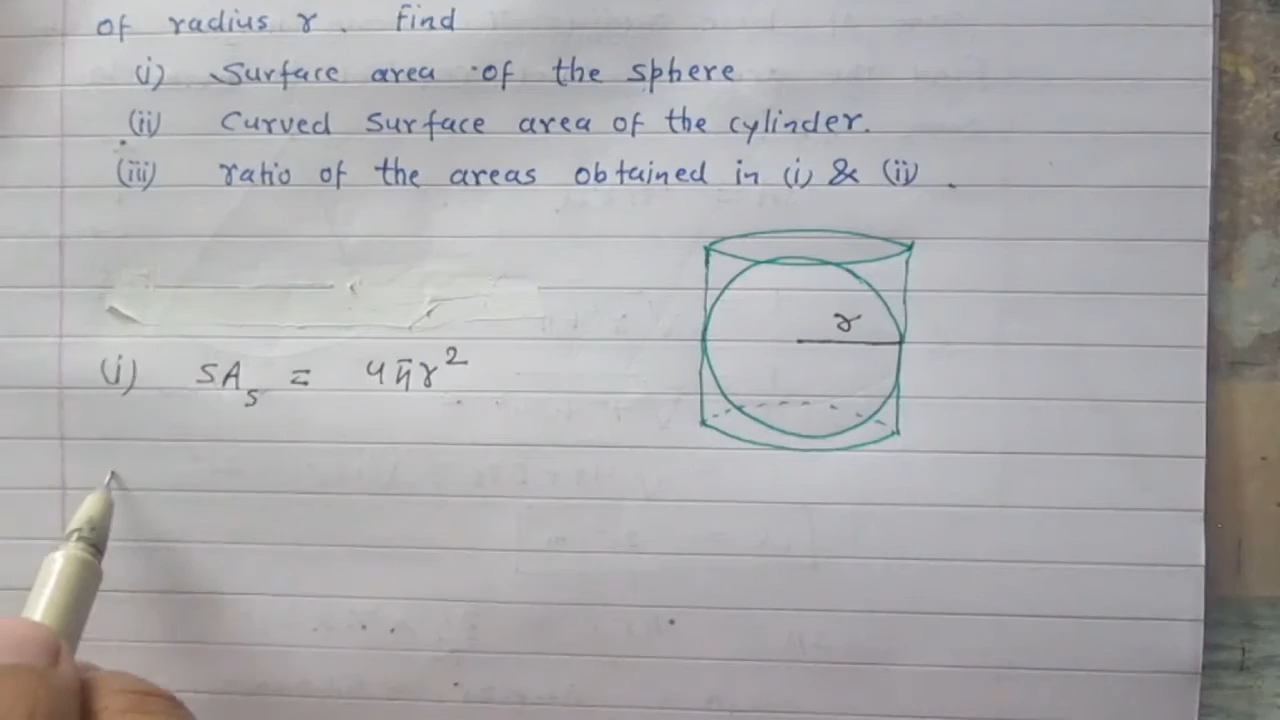 of radius r. Find
(i) Surface area of the sphere
(ii) Curved surface area of the cylinder.
(iii) ratio of the areas obtained in (i) & (ii).
r
(i) SAₛ = 4πr²